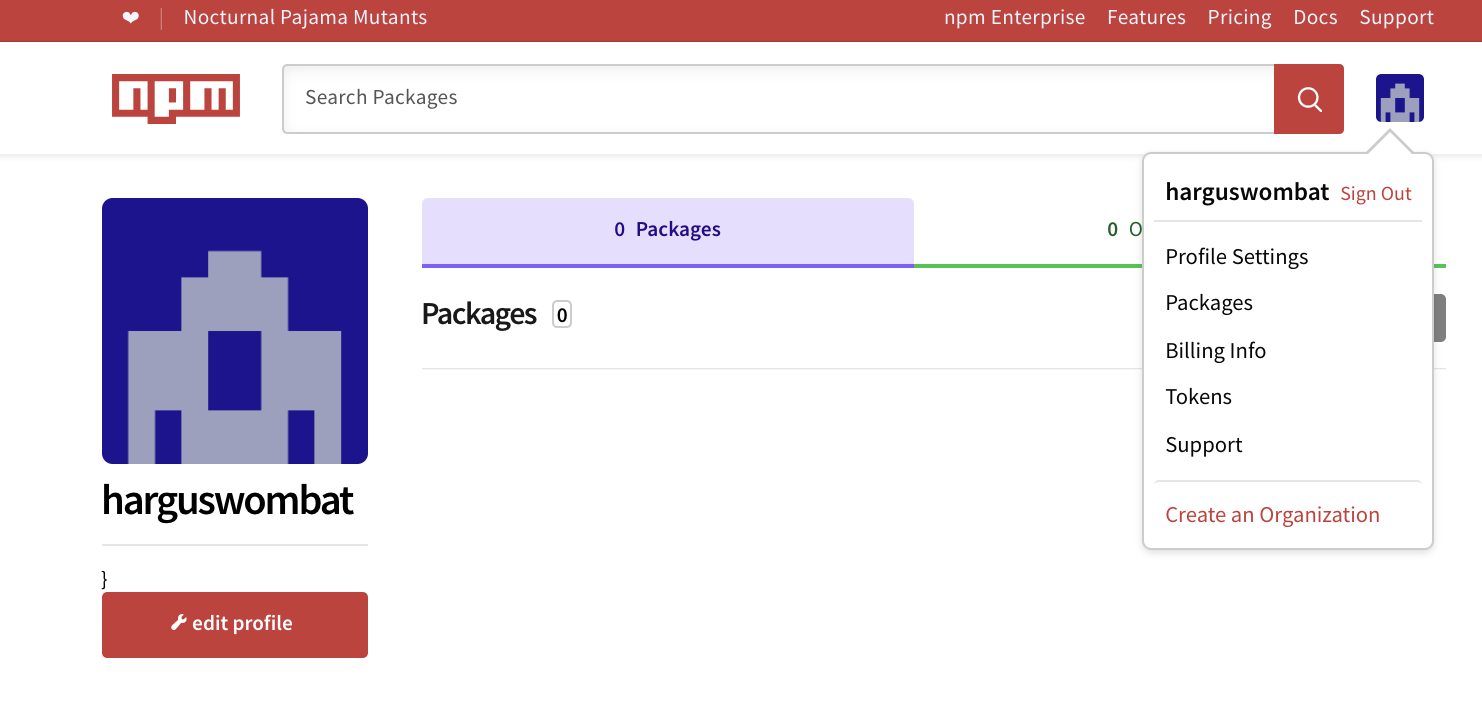 ❤ Nocturnal Pajama Mutants npm Enterprise Features Pricing Docs Support
npm Search Packages
harguswombat Sign Out
0 Packages 0
Profile Settings
Packages
Packages 0
Billing Info
Tokens
Support
harguswombat
Create an Organization
}
edit profile